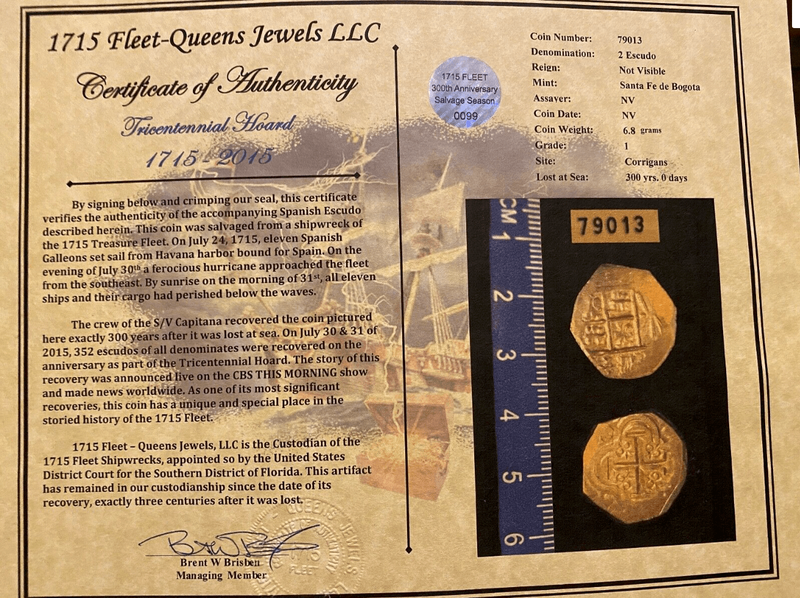 1715 Fleet-Queens Jewels LLC
Certificate of Authenticity
Tricentennial Hoard
1715 - 2015
By signing below and crimping our seal, this certificate
verifies the authenticity of the accompanying Spanish Escudo
described herein. This coin was salvaged from a shipwreck of
the 1715 Treasure Fleet. On July 24, 1715, eleven Spanish
Galleons set sail from Havana harbor bound for Spain. On the
evening of July 30th a ferocious hurricane approached the fleet
from the southeast. By sunrise on the morning of 31st, all eleven
ships and their cargo had perished below the waves.
The crew of the S/V Capitana recovered the coin pictured
here exactly 300 years after it was lost at sea. On July 30 & 31 of
2015, 352 escudos of all denominates were recovered on the
anniversary as part of the Tricentennial Hoard. The story of this
recovery was announced live on the CBS THIS MORNING show
and made news worldwide. As one of its most significant
recoveries, this coin has a unique and special place in the
storied history of the 1715 Fleet.
1715 Fleet – Queens Jewels, LLC is the Custodian of the
1715 Fleet Shipwrecks, appointed so by the United States
District Court for the Southern District of Florida. This artifact
has remained in our custodianship since the date of its
recovery, exactly three centuries after it was lost.
Brent W Brisben
Managing Member
QUEENS JEWELS
FLEET
1715 FLEET
300th Anniversary
Salvage Season
0099
Coin Number: 79013
Denomination: 2 Escudo
Reign: Not Visible
Mint: Santa Fe de Bogota
Assaver: NV
Coin Date: NV
Coin Weight: 6.8 grams
Grade: 1
Site: Corrigans
Lost at Sea: 300 yrs. 0 days
79013
CM 1 2 3 4 5 6